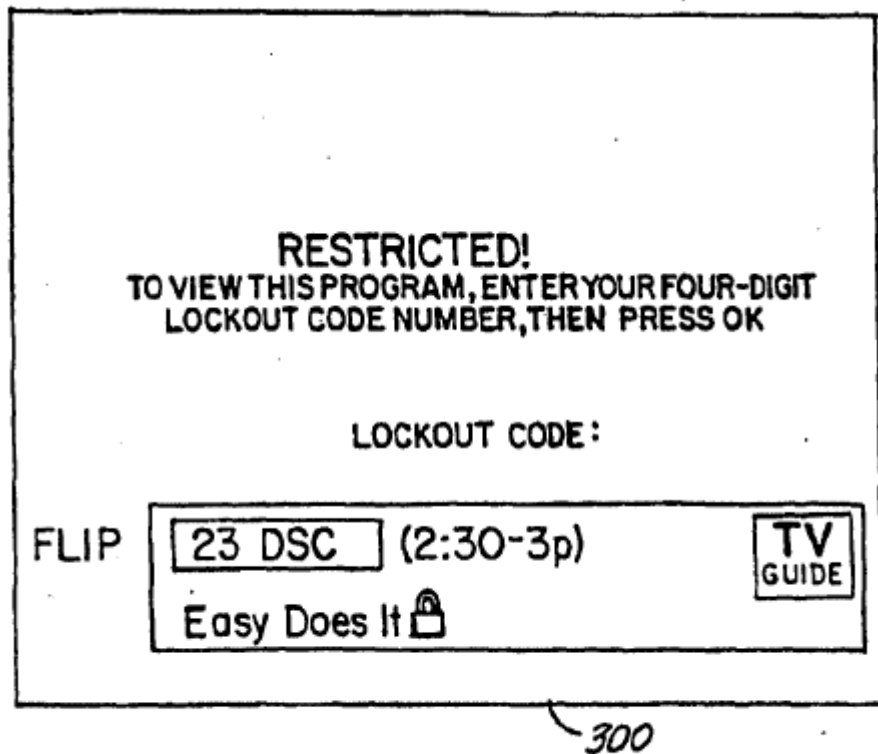 RESTRICTED!
TO VIEW THIS PROGRAM, ENTER YOUR FOUR-DIGIT
LOCKOUT CODE NUMBER, THEN PRESS OK
LOCKOUT CODE:
FLIP
23 DSC (2:30-3p)
TV
GUIDE
Easy Does It
300